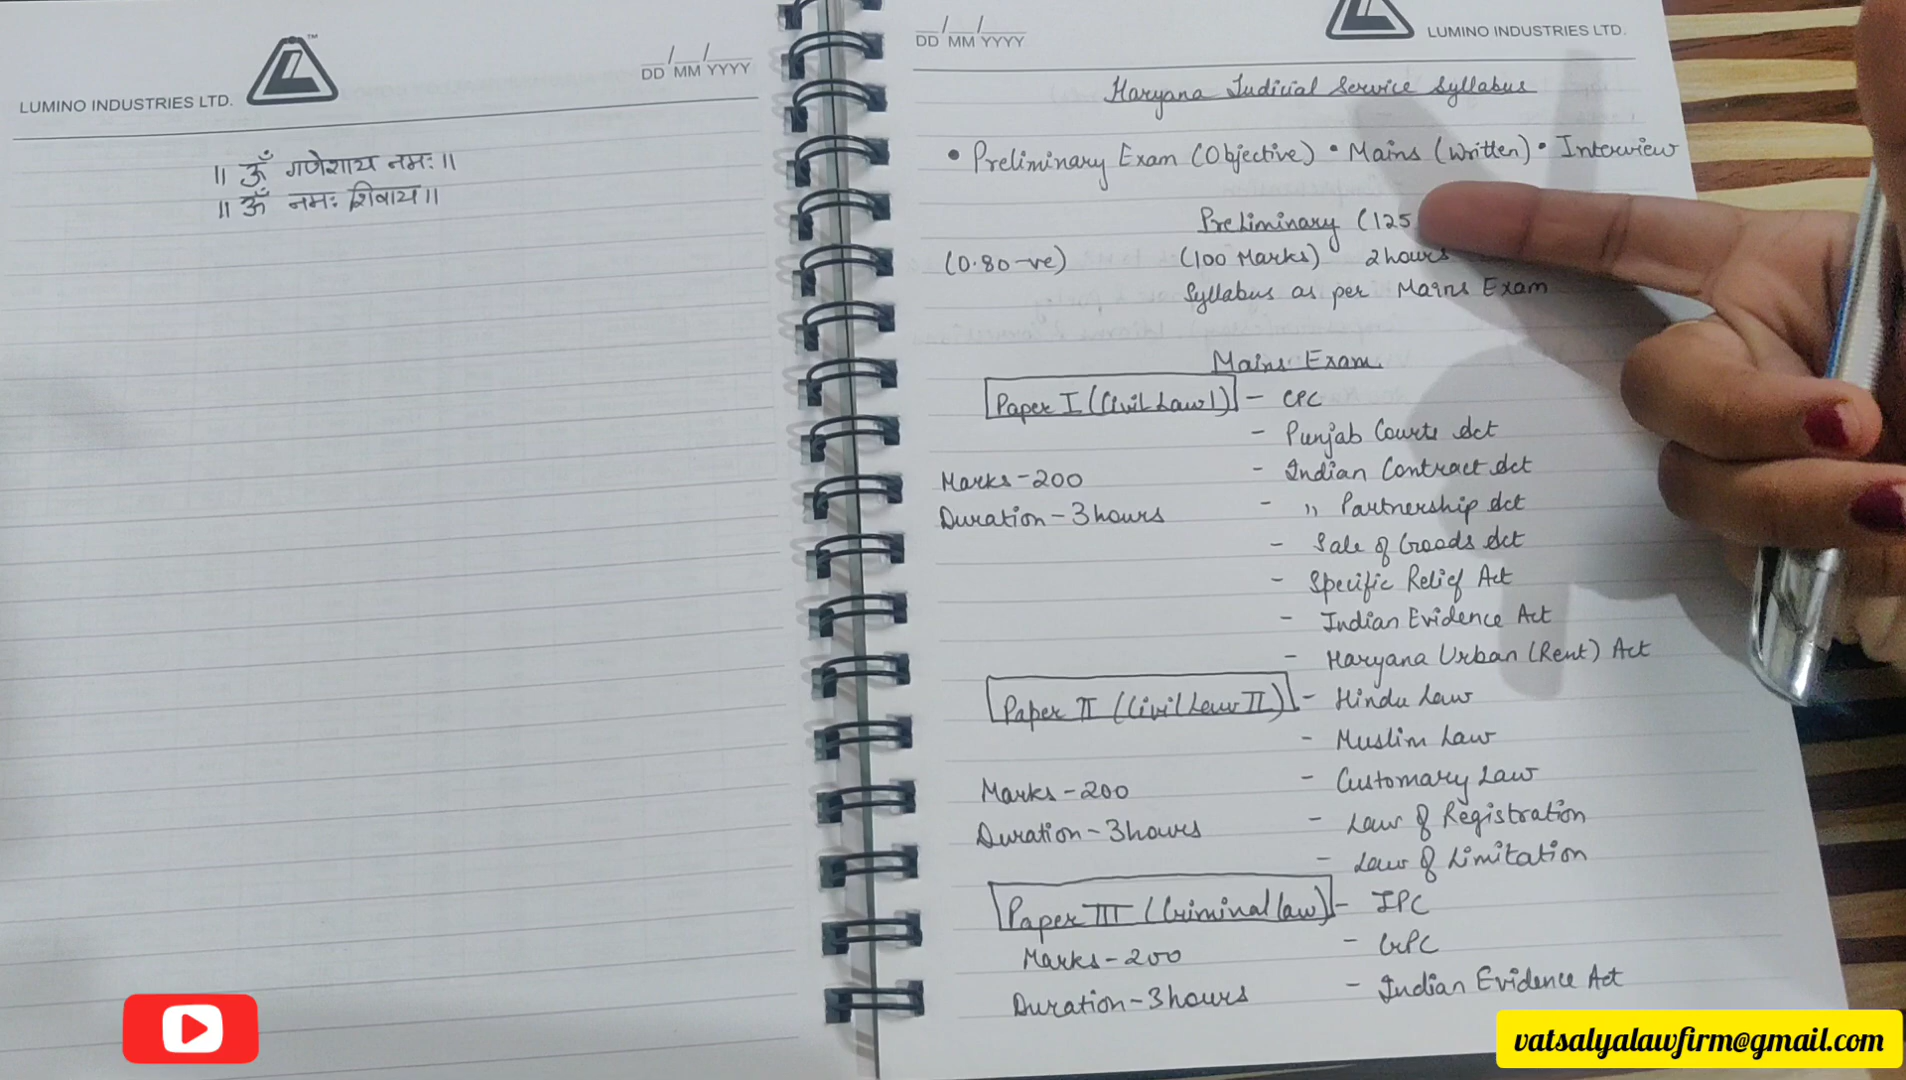 LUMINO INDUSTRIES LTD.
TM
DD MM YYYY
|| ॐ गणेशाय नमः ||
|| ॐ नमः शिवाय ||
DD MM YYYY
LUMINO INDUSTRIES LTD.
Haryana Judicial Service Syllabus
• Preliminary Exam (Objective) • Mains (Written) • Interview
Preliminary (125
(0.80-ve) (100 Marks) 2 hours
Syllabus as per Mains Exam
Mains Exam
Paper I (Civil Law I) - CPC
- Punjab Courts Act
- Indian Contract Act
Marks - 200
- " Partnership Act
Duration - 3 hours
- Sale of Goods Act
- Specific Relief Act
- Indian Evidence Act
- Haryana Urban (Rent) Act
Paper II (Civil Law II) - Hindu Law
- Muslim Law
- Customary Law
Marks - 200
- Law of Registration
Duration - 3 hours
- Law of Limitation
Paper III (Criminal law) - IPC
- CrPC
Marks - 200
- Indian Evidence Act
Duration - 3 hours
vatsalyalawfirm@gmail.com